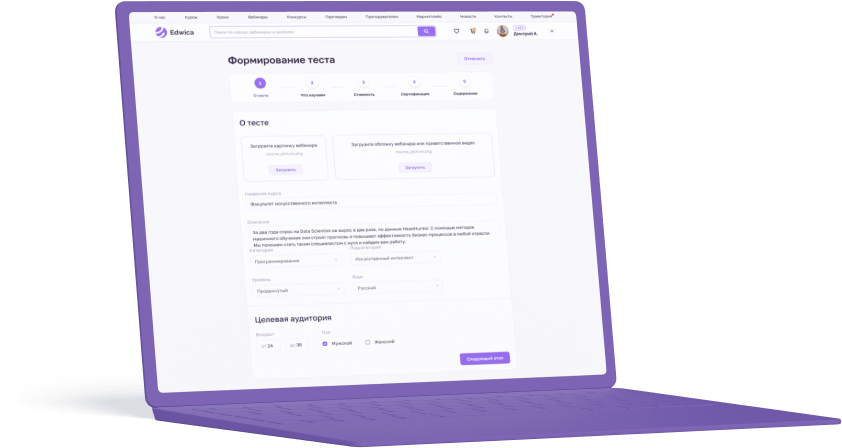 О нас Курсы Уроки Вебинары Конкурсы Партнерам Преподавателям Маркетплейс Новости Контакты Траектории
Edwica
Поиск по курсам, вебинарам и занятиям
Дмитрий А.
Формирование теста
Отменить
1 2 3 4 5
О тесте Что изучаем Стоимость Сертификация Содержание
О тесте
Загрузите картинку вебинара
Загрузить
Загрузите обложку вебинара или приветственное видео
Загрузить
Название курса
Факультет искусственного интеллекта
Описание
За два года спрос на Data Scientist-ов вырос в два раза, по данным HeadHunter. С помощью методов
машинного обучения они строят прогнозы и повышают эффективность бизнес-процессов в любой отрасли.
Мы поможем стать таким специалистом с нуля и найдем вам работу.
Категория Подкатегория
Программирование Искусственный интеллект
Уровень Язык
Продвинутый Русский
Целевая аудитория
Возраст Пол
от 24 до 36 Мужской Женский
Следующий этап